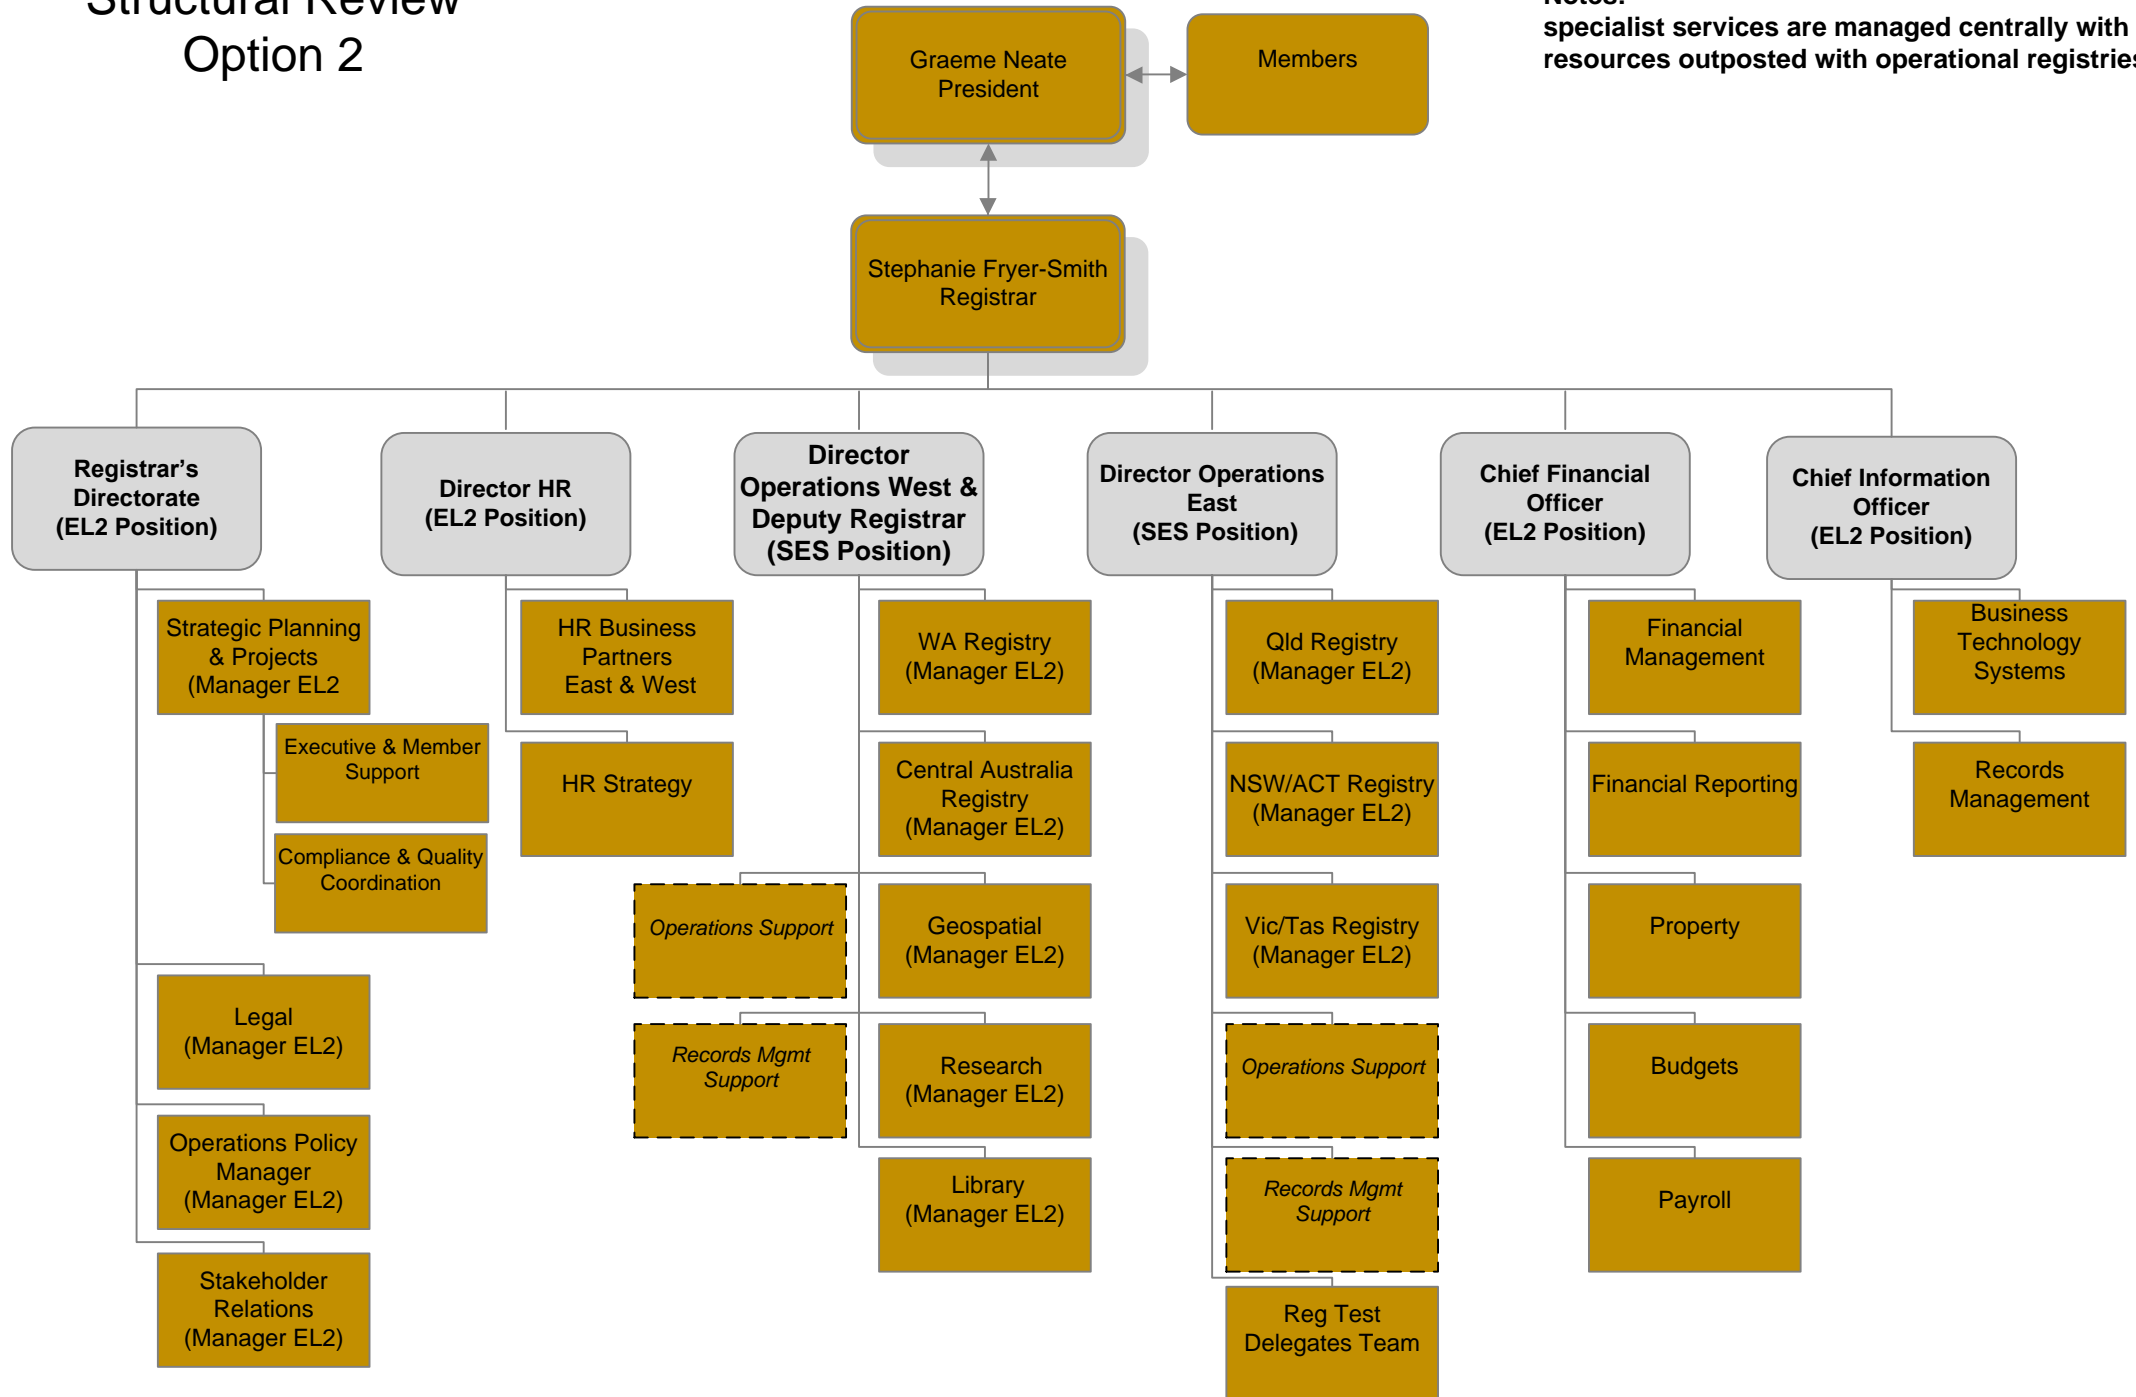 Structural Review
Option 2
Notes:
specialist services are managed centrally with
resources outposted with operational registries
Graeme Neate
President
Members
Stephanie Fryer-Smith
Registrar
Registrar’s
Directorate
(EL2 Position)
Director HR
(EL2 Position)
Director
Operations West &
Deputy Registrar
(SES Position)
Director Operations
East
(SES Position)
Chief Financial
Officer
(EL2 Position)
Chief Information
Officer
(EL2 Position)
Strategic Planning
& Projects
(Manager EL2
Executive & Member
Support
Compliance & Quality
Coordination
Legal
(Manager EL2)
Operations Policy
Manager
(Manager EL2)
Stakeholder
Relations
(Manager EL2)
HR Business
Partners
East & West
HR Strategy
WA Registry
(Manager EL2)
Central Australia
Registry
(Manager EL2)
Operations Support
Geospatial
(Manager EL2)
Records Mgmt
Support
Research
(Manager EL2)
Library
(Manager EL2)
Qld Registry
(Manager EL2)
NSW/ACT Registry
(Manager EL2)
Vic/Tas Registry
(Manager EL2)
Operations Support
Records Mgmt
Support
Reg Test
Delegates Team
Financial
Management
Financial Reporting
Property
Budgets
Payroll
Business
Technology
Systems
Records
Management